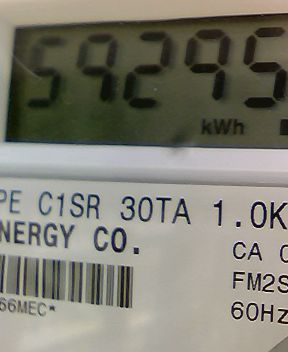 59295
kWh
PE C1SR 30TA 1.0K
NERGY CO.
CA
FM2S
66MEC*
60Hz